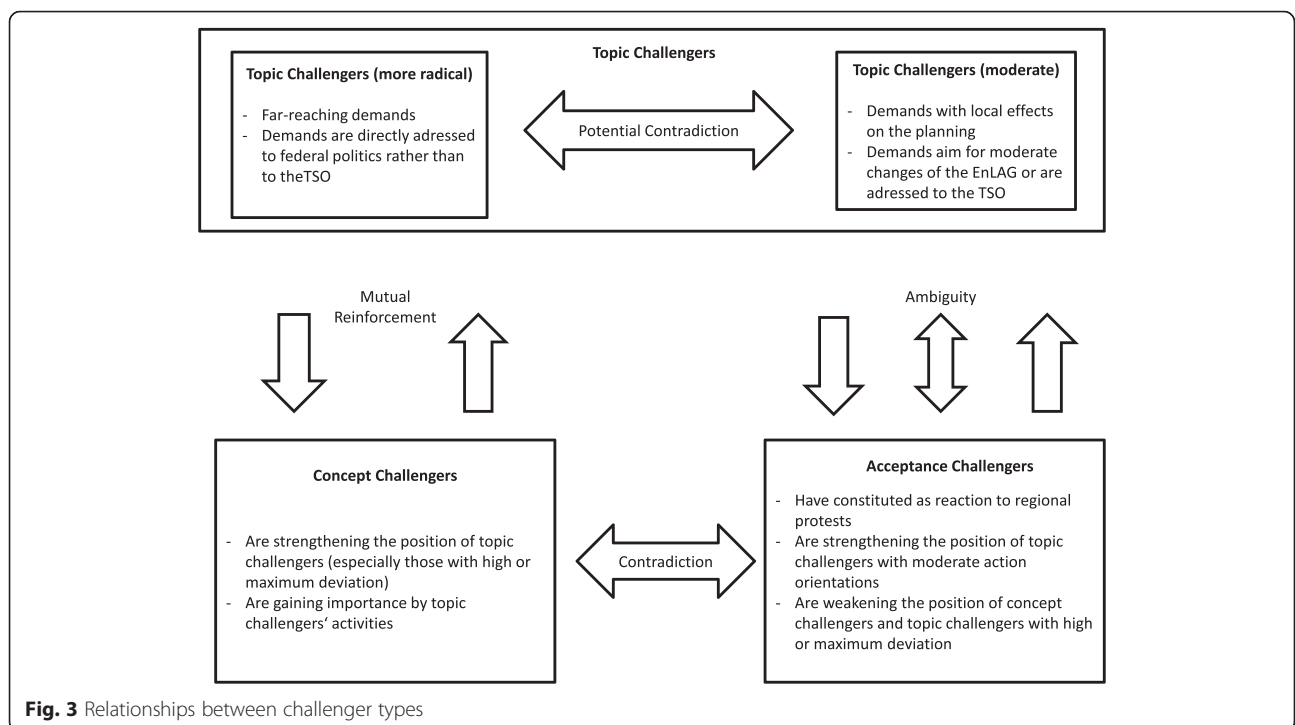 Topic Challengers
Topic Challengers (more radical)
- Far-reaching demands
- Demands are directly adressed
to federal politics rather than
to theTSO
Potential Contradiction
Topic Challengers (moderate)
- Demands with local effects
on the planning
- Demands aim for moderate
changes of the EnLAG or are
adressed to the TSO
Mutual
Reinforcement
Ambiguity
Concept Challengers
- Are strengthening the position of topic
challengers (especially those with high or
maximum deviation)
- Are gaining importance by topic
challengers‘ activities
Contradiction
Acceptance Challengers
- Have constituted as reaction to regional
protests
- Are strengthening the position of topic
challengers with moderate action
orientations
- Are weakening the position of concept
challengers and topic challengers with high
or maximum deviation
Fig. 3 Relationships between challenger types